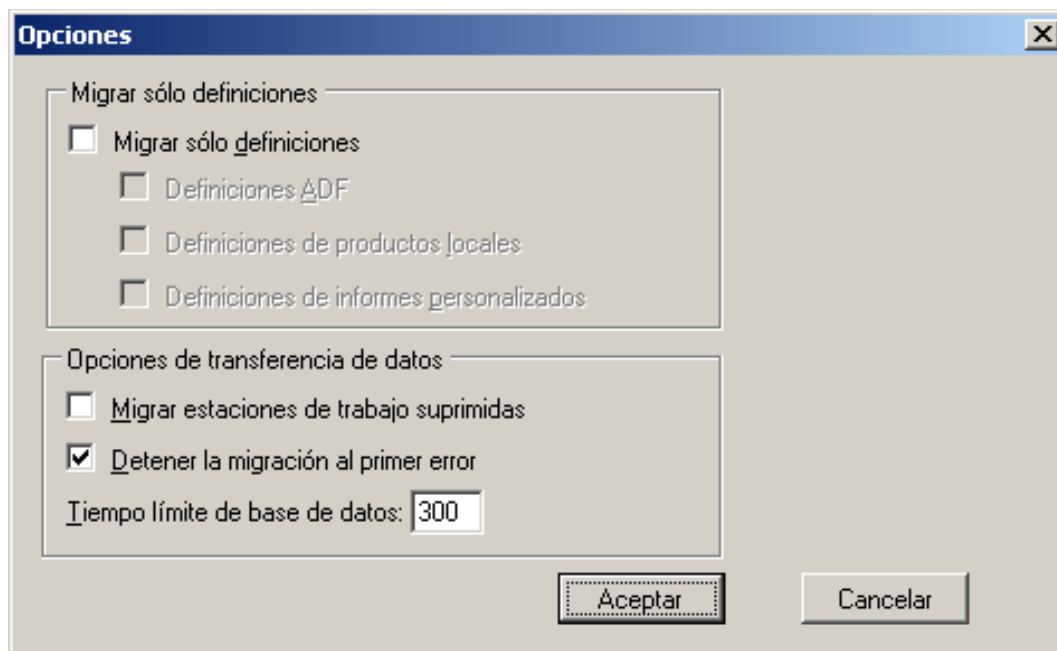 Opciones
Migrar sólo definiciones
Migrar sólo definiciones
Definiciones ADF
Definiciones de productos locales
Definiciones de informes personalizados
Opciones de transferencia de datos
Migrar estaciones de trabajo suprimidas
Detener la migración al primer error
Tiempo límite de base de datos: 300
Aceptar Cancelar